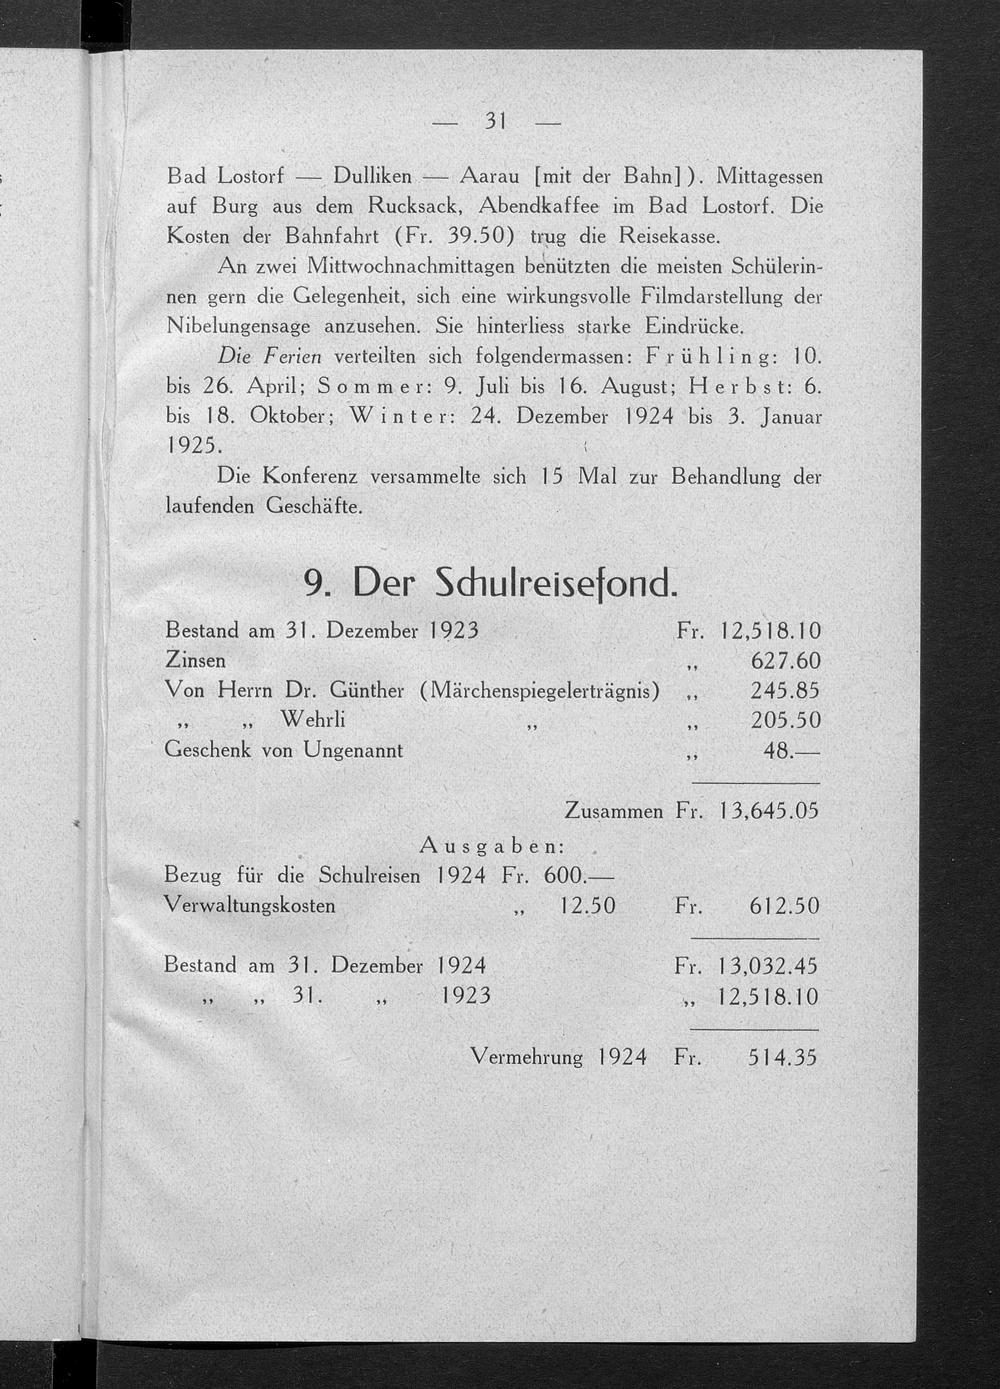 — 31 —
Bad Lostorf — Dulliken — Aarau [mit der Bahn]). Mittagessen
auf Burg aus dem Rucksack, Abendkaffee im Bad Lostorf. Die
Kosten der Bahnfahrt (Fr. 39.50) trug die Reisekasse.
An zwei Mittwochnachmittagen benützten die meisten Schülerin-
nen gern die Gelegenheit, sich eine wirkungsvolle Filmdarstellung der
Nibelungensage anzusehen. Sie hinterliess starke Eindrücke.
Die Ferien verteilten sich folgendermassen: Frühling: 10.
bis 26. April; Sommer: 9. Juli bis 16. August; Herbst: 6.
bis 18. Oktober; Winter: 24. Dezember 1924 bis 3. Januar
1925.
Die Konferenz versammelte sich 15 Mal zur Behandlung der
laufenden Geschäfte.
9. Der Schulreisefond.
Bestand am 31. Dezember 1923 Fr. 12,518.10
Zinsen „ 627.60
Von Herrn Dr. Günther (Märchenspiegelerträgnis) „ 245.85
„ „ Wehrli „ „ 205.50
Geschenk von Ungenannt „ 48.—
Zusammen Fr. 13,645.05
Ausgaben:
Bezug für die Schulreisen 1924 Fr. 600.—
Verwaltungskosten „ 12.50 Fr. 612.50
Bestand am 31. Dezember 1924 Fr. 13,032.45
„ „ 31. „ 1923 „ 12,518.10
Vermehrung 1924 Fr. 514.35